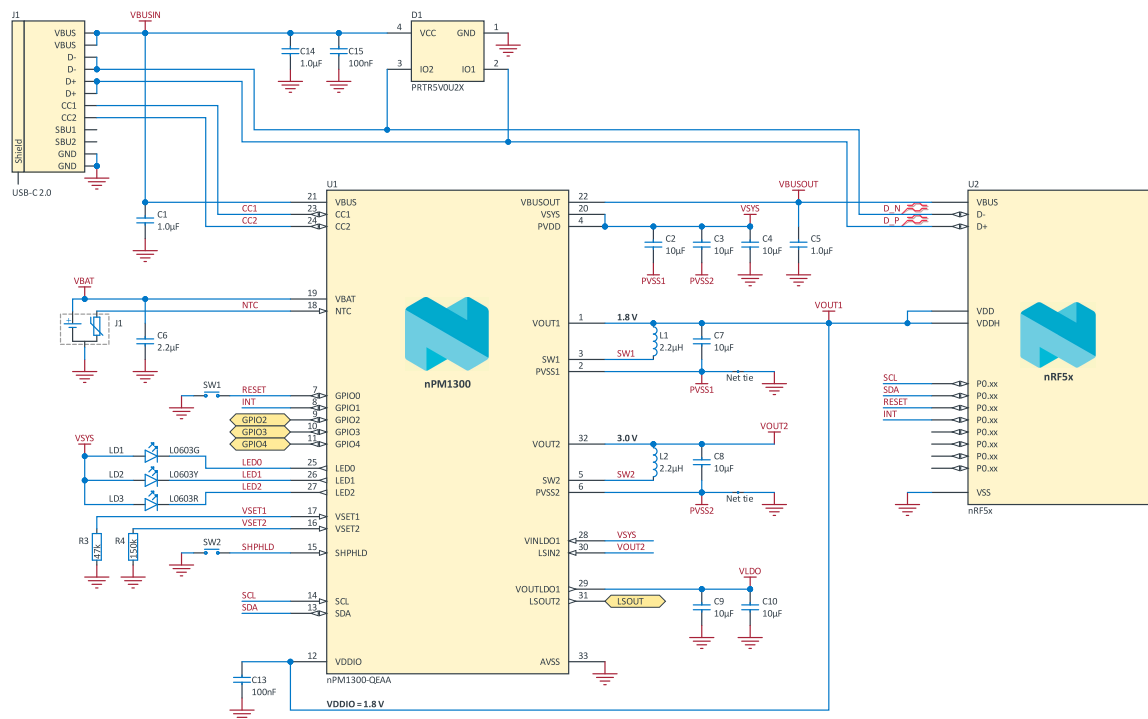 J1
VBUS
VBUS
D-
D-
D+
D+
CC1
CC2
SBU1
SBU2
GND
GND
Shield
USB-C 2.0
VBUSIN
C14
1.0µF
C15
100nF
D1
4 VCC GND 1
3 IO2 IO1 2
PRTR5V0U2X
C1
1.0µF
CC1
CC2
VBAT
NTC
J1
C6
2.2µF
SW1 RESET
INT
GPIO2
GPIO3
GPIO4
VSYS
LD1 L0603G LED0
LD2 L0603Y LED1
LD3 L0603R LED2
VSET1
VSET2
R3 47k
R4 150k
SW2 SHPHLD
SCL
SDA
C13
100nF
VDDIO = 1.8 V
U1
21 VBUS
23 CC1
24 CC2
19 VBAT
18 NTC
7 GPIO0
8 GPIO1
9 GPIO2
10 GPIO3
11 GPIO4
25 LED0
26 LED1
27 LED2
17 VSET1
16 VSET2
15 SHPHLD
14 SCL
13 SDA
12 VDDIO
nPM1300
nPM1300-QEAA
VBUSOUT 22
VSYS 20
PVDD 4
VOUT1 1
SW1 3
PVSS1 2
VOUT2 32
SW2 5
PVSS2 6
VINLDO1 28
LSIN2 30
VOUTLDO1 29
LSOUT2 31
AVSS 33
VSYS
VBUSOUT
C2
10µF
C3
10µF
C4
10µF
C5
1.0µF
PVSS1
PVSS2
1.8 V
VOUT1
L1
2.2µH
C7
10µF
SW1
PVSS1
Net tie
3.0 V
VOUT2
L2
2.2µH
C8
10µF
SW2
PVSS2
Net tie
VSYS
VOUT2
VLDO
LSOUT
C9
10µF
C10
10µF
U2
D_N
D_P
VBUS
D-
D+
VDD
VDDH
nRF5x
SCL P0.xx
SDA P0.xx
RESET P0.xx
INT P0.xx
P0.xx
P0.xx
P0.xx
P0.xx
VSS
nRF5x